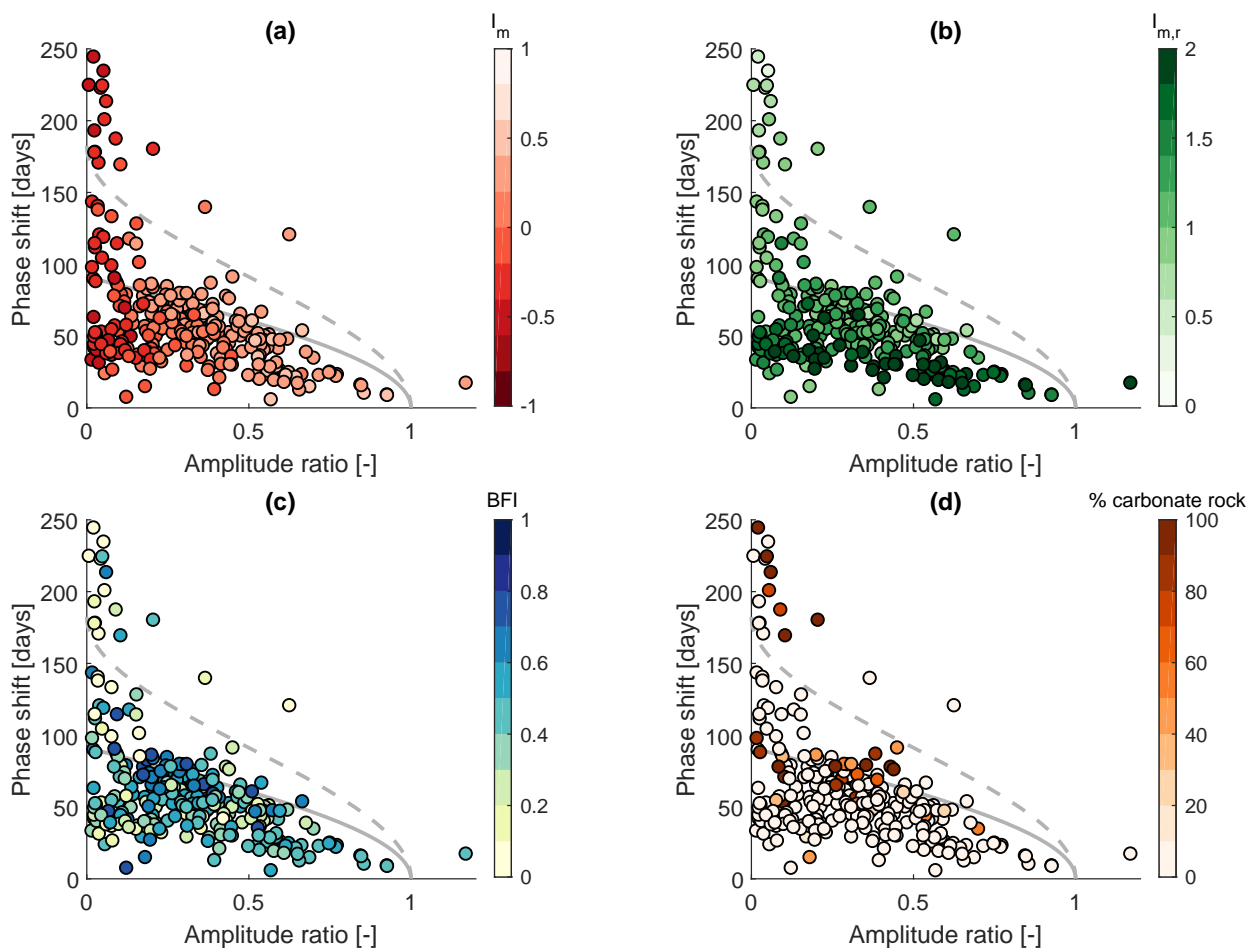 (a)
I_m
Phase shift [days]
250
200
150
100
50
0
0 0.5 1
Amplitude ratio [-]
1
0.5
0
-0.5
-1
(b)
I_m,r
Phase shift [days]
250
200
150
100
50
0
0 0.5 1
Amplitude ratio [-]
2
1.5
1
0.5
0
(c)
BFI
Phase shift [days]
250
200
150
100
50
0
0 0.5 1
Amplitude ratio [-]
1
0.8
0.6
0.4
0.2
0
(d)
% carbonate rock
Phase shift [days]
250
200
150
100
50
0
0 0.5 1
Amplitude ratio [-]
100
80
60
40
20
0